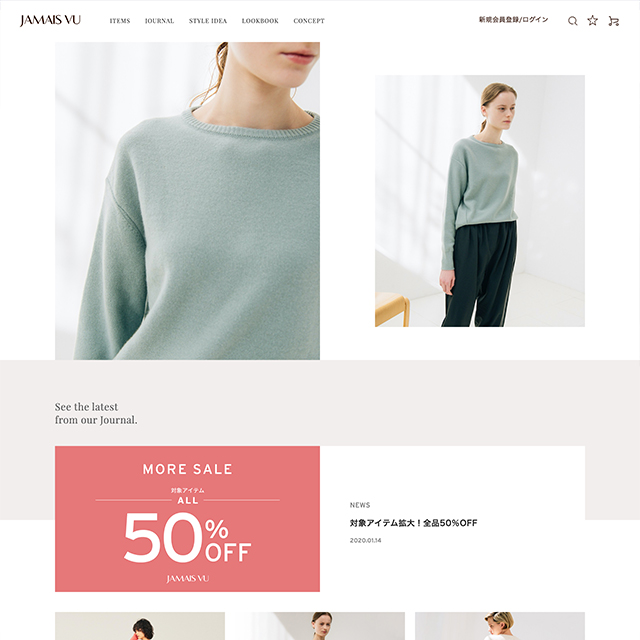 JAMAIS VU
ITEMS JOURNAL STYLE IDEA LOOKBOOK CONCEPT 新規会員登録/ログイン
See the latest
from our Journal.
MORE SALE
対象アイテム
ALL
50%
OFF
JAMAIS VU
NEWS
対象アイテム拡大！全品50%OFF
2020.01.14